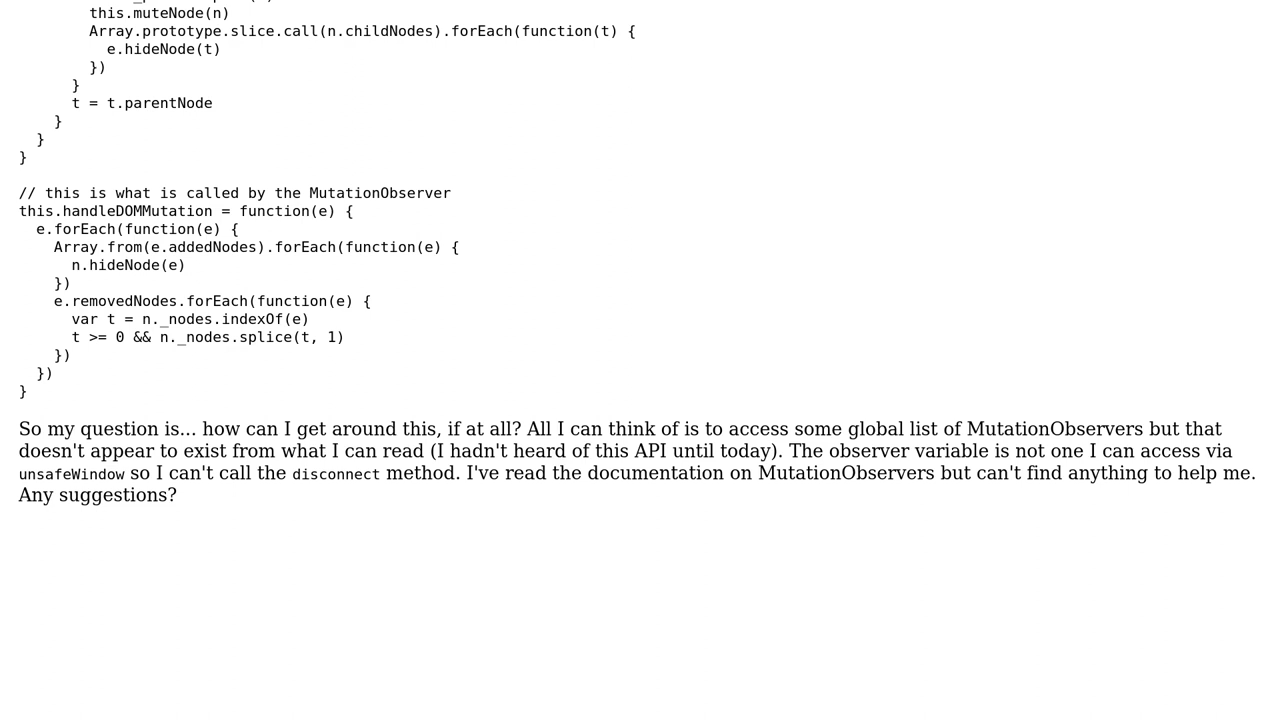 this.muteNode(n)
Array.prototype.slice.call(n.childNodes).forEach(function(t) {
e.hideNode(t)
})
}
t = t.parentNode
}
}
}
// this is what is called by the MutationObserver
this.handleDOMMutation = function(e) {
e.forEach(function(e) {
Array.from(e.addedNodes).forEach(function(e) {
n.hideNode(e)
})
e.removedNodes.forEach(function(e) {
var t = n._nodes.indexOf(e)
t >= 0 && n._nodes.splice(t, 1)
})
})
}
So my question is... how can I get around this, if at all? All I can think of is to access some global list of MutationObservers but that
doesn't appear to exist from what I can read (I hadn't heard of this API until today). The observer variable is not one I can access via
unsafeWindow so I can't call the disconnect method. I've read the documentation on MutationObservers but can't find anything to help me.
Any suggestions?